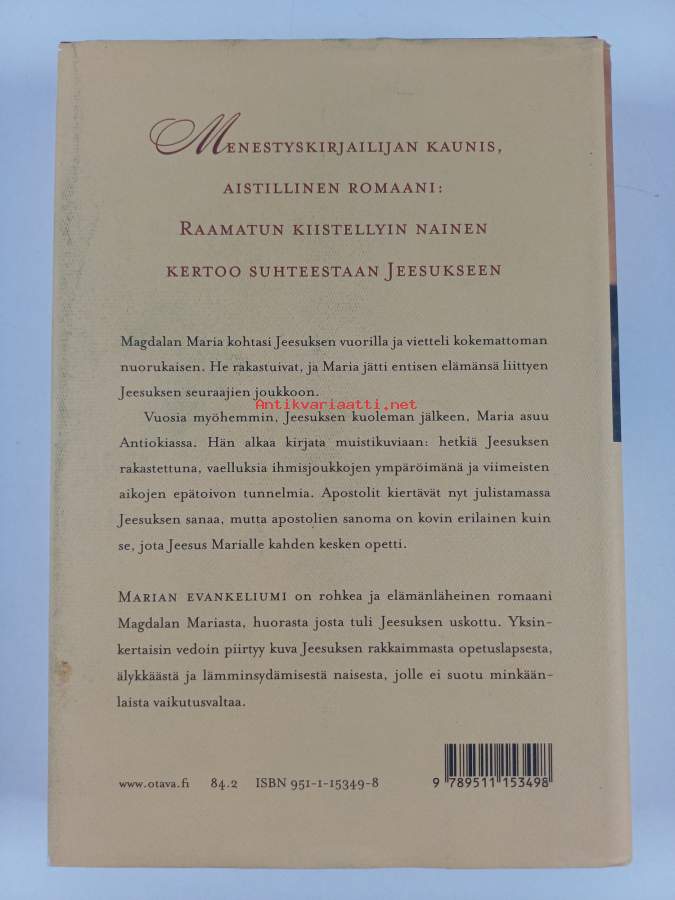 Menestyskirjailijan kaunis,
aistillinen romaani:
Raamatun kiistellyin nainen
kertoo suhteestaan Jeesukseen
Magdalan Maria kohtasi Jeesuksen vuorilla ja vietteli kokemattoman
nuorukaisen. He rakastuivat, ja Maria jätti entisen elämänsä liittyen
Jeesuksen seuraajien joukkoon.
Antikvariaatti.net
Vuosia myöhemmin, Jeesuksen kuoleman jälkeen, Maria asuu
Antiokiassa. Hän alkaa kirjata muistikuviaan: hetkiä Jeesuksen
rakastettuna, vaelluksia ihmisjoukkojen ympäröimänä ja viimeisten
aikojen epätoivon tunnelmia. Apostolit kiertävät nyt julistamassa
Jeesuksen sanaa, mutta apostolien sanoma on kovin erilainen kuin
se, jota Jeesus Marialle kahden kesken opetti.
MARIAN EVANKELIUMI on rohkea ja elämänläheinen romaani
Magdalan Mariasta, huorasta josta tuli Jeesuksen uskottu. Yksin-
kertaisin vedoin piirtyy kuva Jeesuksen rakkaimmasta opetuslapsesta,
älykkäästä ja lämminsydämisestä naisesta, jolle ei suotu minkään-
laista vaikutusvaltaa.
www.otava.fi 84.2 ISBN 951-1-15349-8
9 789511 153498